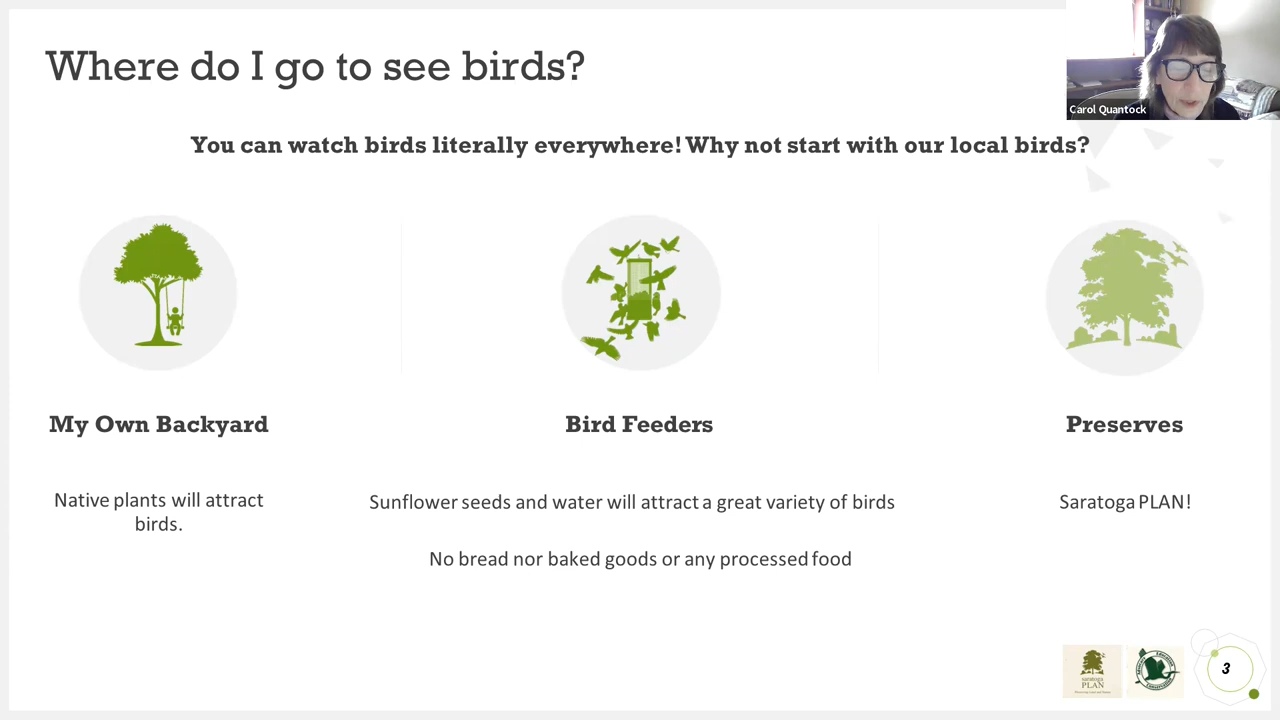 Where do I go to see birds?
Carol Quantock
You can watch birds literally everywhere! Why not start with our local birds?
My Own Backyard
Bird Feeders
Preserves
Native plants will attract
birds.
Sunflower seeds and water will attract a great variety of birds
No bread nor baked goods or any processed food
Saratoga PLAN!
saratoga
PLAN
3